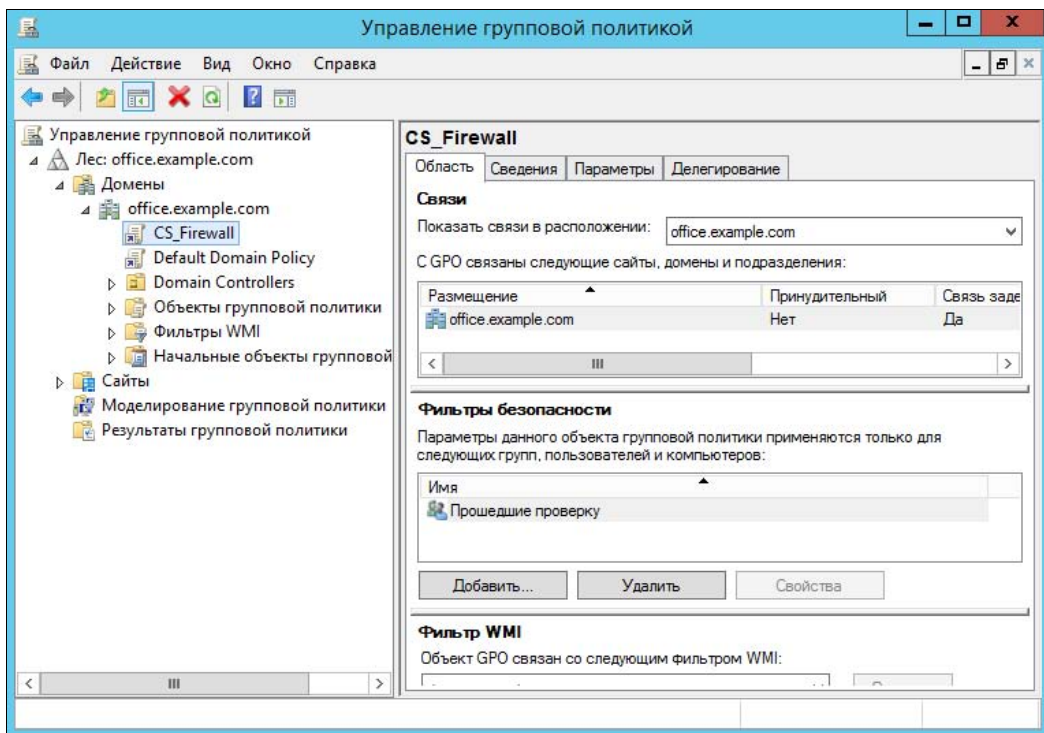 Управление групповой политикой
Файл Действие Вид Окно Справка
Управление групповой политикой
Лес: office.example.com
Домены
office.example.com
CS_Firewall
Default Domain Policy
Domain Controllers
Объекты групповой политики
Фильтры WMI
Начальные объекты групповой
Сайты
Моделирование групповой политики
Результаты групповой политики
CS_Firewall
Область Сведения Параметры Делегирование
Связи
Показать связи в расположении: office.example.com
С GPO связаны следующие сайты, домены и подразделения:
Размещение Принудительный Связь заде
office.example.com Нет Да
Фильтры безопасности
Параметры данного объекта групповой политики применяются только для
следующих групп, пользователей и компьютеров:
Имя
Прошедшие проверку
Добавить... Удалить Свойства
Фильтр WMI
Объект GPO связан со следующим фильтром WMI: